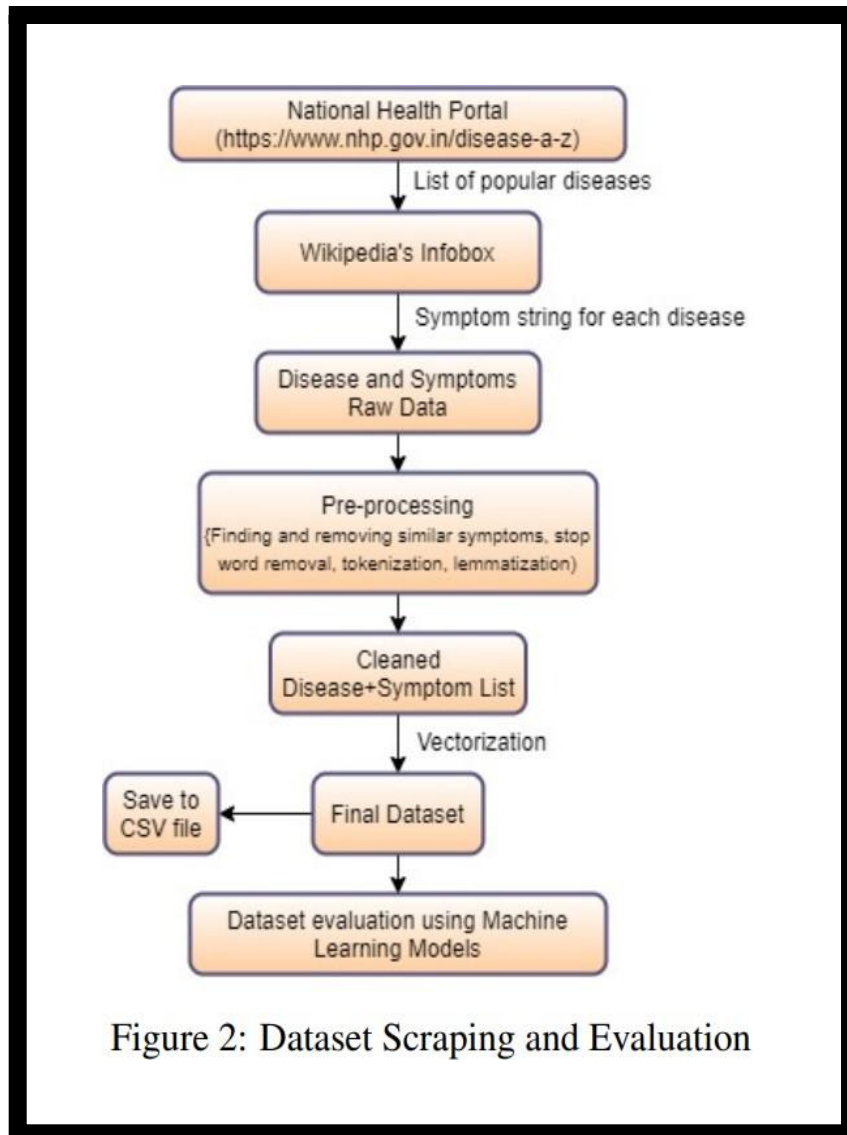 National Health Portal
(https://www.nhp.gov.in/disease-a-z)
List of popular diseases
Wikipedia's Infobox
Symptom string for each disease
Disease and Symptoms
Raw Data
Pre-processing
{Finding and removing similar symptoms, stop
word removal, tokenization, lemmatization)
Cleaned
Disease+Symptom List
Vectorization
Save to
CSV file
Final Dataset
Dataset evaluation using Machine
Learning Models
Figure 2: Dataset Scraping and Evaluation